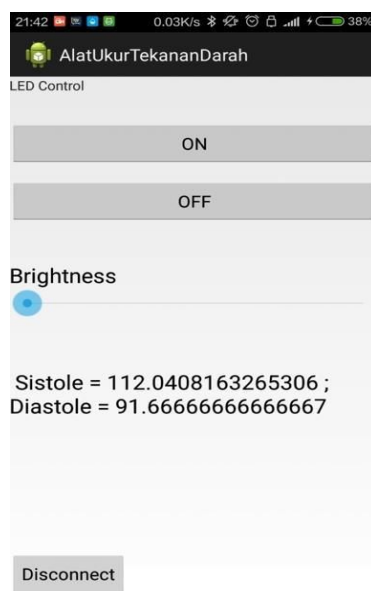 21:42 0.03K/s 38%
AlatUkurTekananDarah
LED Control
ON
OFF
Brightness
Sistole = 112.0408163265306 ;
Diastole = 91.66666666666667
Disconnect